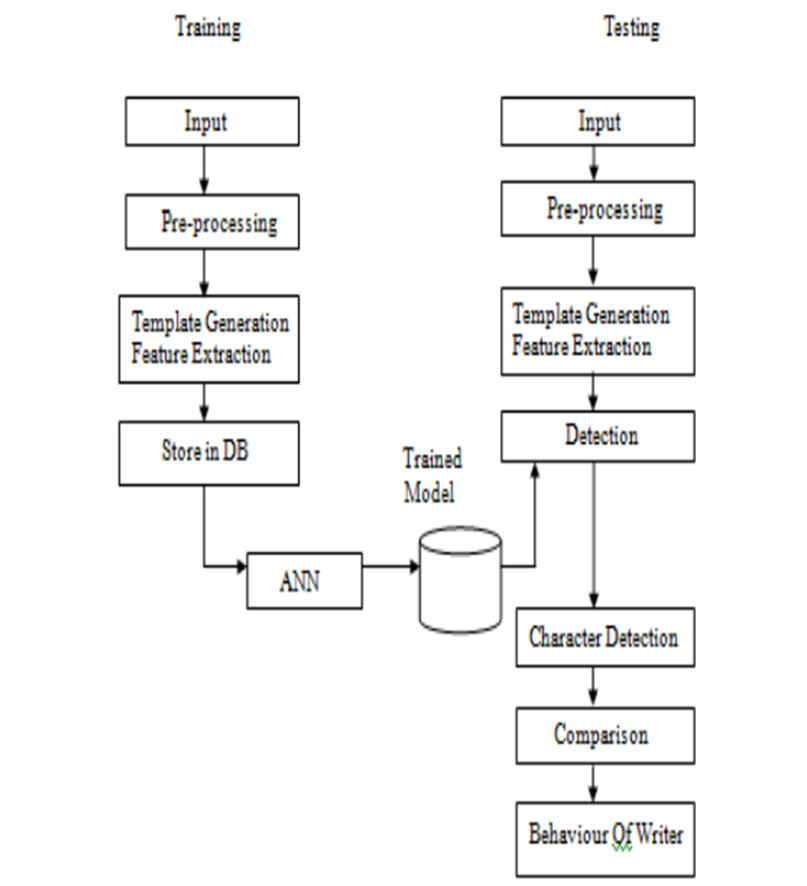 Training
Testing
Input
Pre-processing
Template Generation
Feature Extraction
Store in DB
ANN
Trained
Model
Input
Pre-processing
Template Generation
Feature Extraction
Detection
Character Detection
Comparison
Behaviour Of Writer